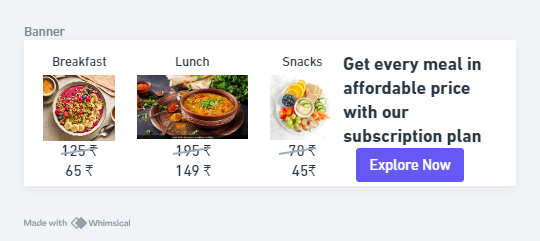 Banner
Breakfast
Lunch
Snacks
125 ₹
65 ₹
195 ₹
149 ₹
70 ₹
45₹
Get every meal in
affordable price
with our
subscription plan
Explore Now
Made with Whimsical